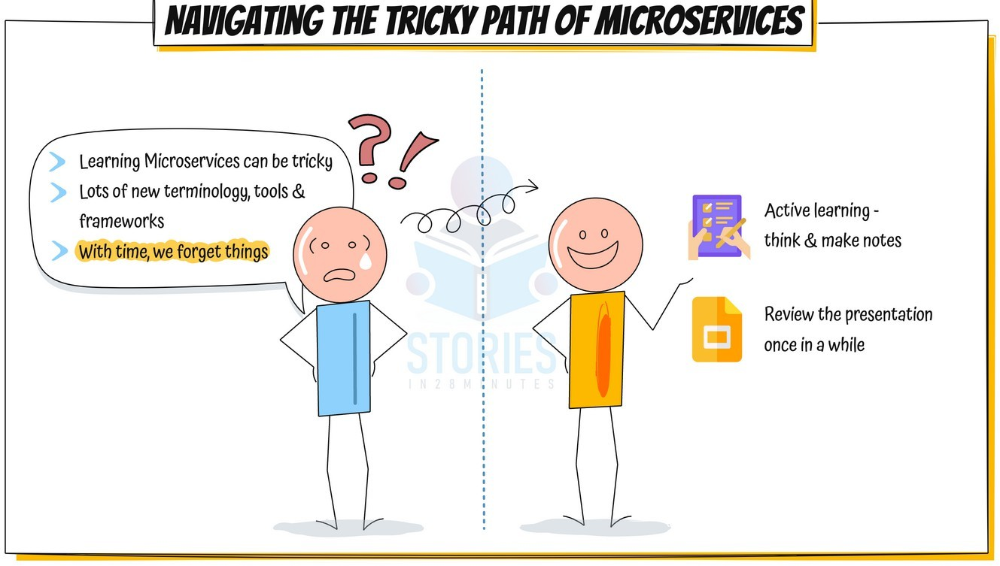 NAVIGATING THE TRICKY PATH OF MICROSERVICES
Learning Microservices can be tricky
Lots of new terminology, tools &
frameworks
With time, we forget things
Active learning -
think & make notes
Review the presentation
once in a while
STORIES
IN28MINUTES